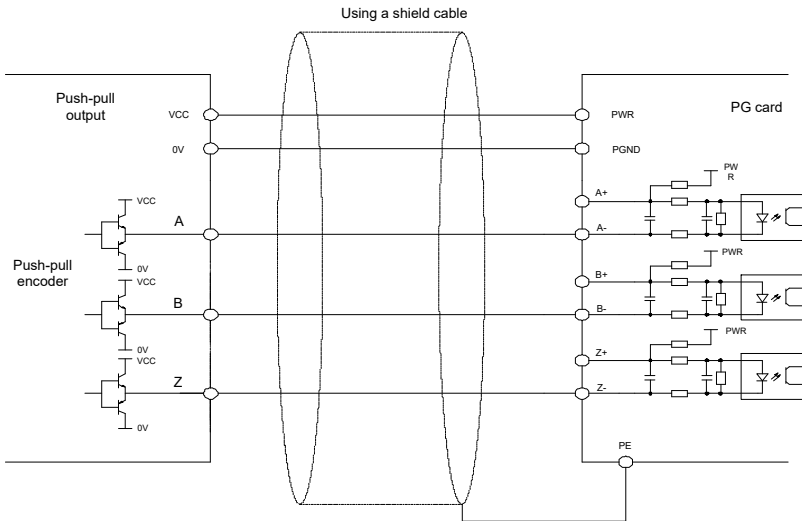 Using a shield cable
Push-pull
output
PG card
VCC
PWR
0V
PGND
PW
R
VCC
A+
A
A-
0V
PWR
Push-pull
encoder
VCC
B+
B
B-
0V
PWR
VCC
Z+
Z
Z-
0V
PE